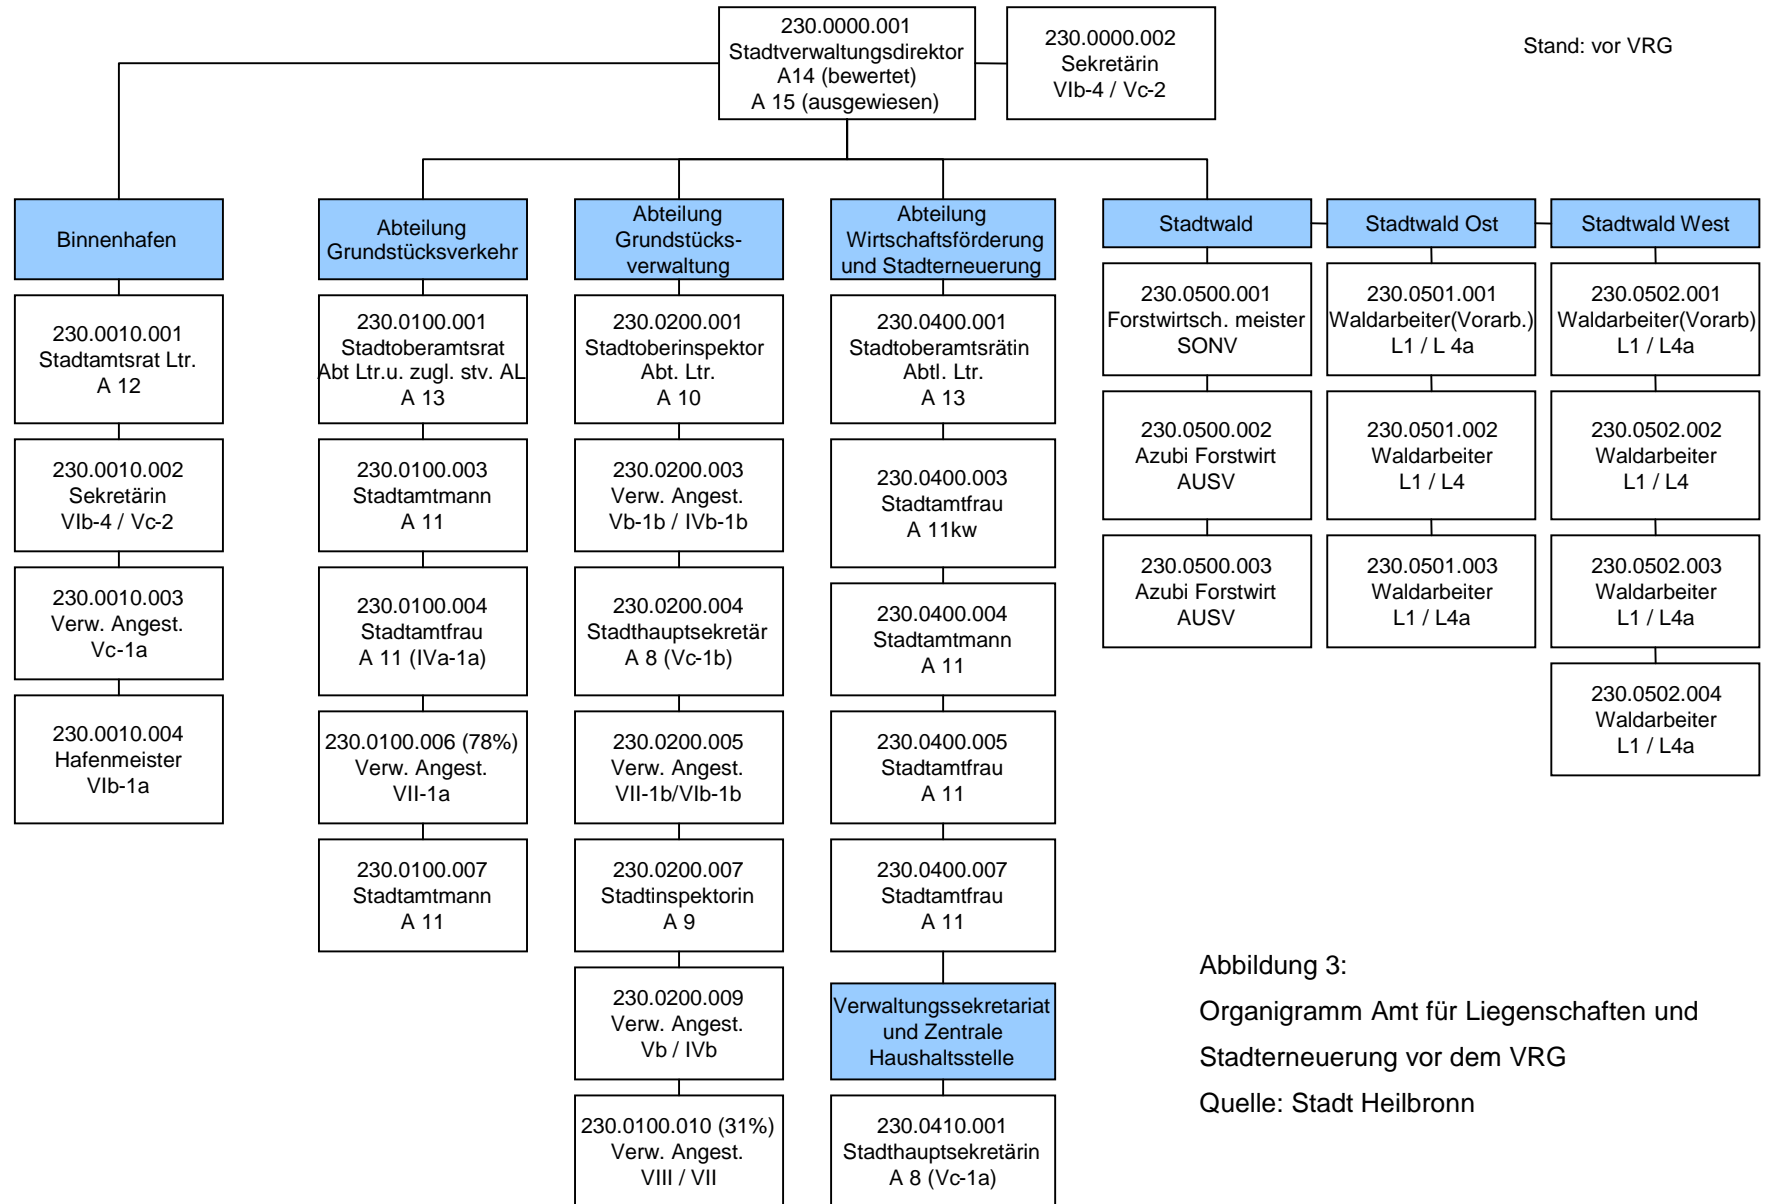 230.0000.001
Stadtverwaltungsdirektor
A14 (bewertet)
A 15 (ausgewiesen)
230.0000.002
Sekretärin
VIb-4 / Vc-2
Stand: vor VRG
Binnenhafen
230.0010.001
Stadtamtsrat Ltr.
A 12
230.0010.002
Sekretärin
VIb-4 / Vc-2
230.0010.003
Verw. Angest.
Vc-1a
230.0010.004
Hafenmeister
VIb-1a
Abteilung
Grundstücksverkehr
230.0100.001
Stadtoberamtsrat
Abt Ltr.u. zugl. stv. AL
A 13
230.0100.003
Stadtamtmann
A 11
230.0100.004
Stadtamtfrau
A 11 (IVa-1a)
230.0100.006 (78%)
Verw. Angest.
VII-1a
230.0100.007
Stadtamtmann
A 11
Abteilung
Grundstücks-
verwaltung
230.0200.001
Stadtoberinspektor
Abt. Ltr.
A 10
230.0200.003
Verw. Angest.
Vb-1b / IVb-1b
230.0200.004
Stadthauptsekretär
A 8 (Vc-1b)
230.0200.005
Verw. Angest.
VII-1b/VIb-1b
230.0200.007
Stadtinspektorin
A 9
230.0200.009
Verw. Angest.
Vb / IVb
230.0100.010 (31%)
Verw. Angest.
VIII / VII
Abteilung
Wirtschaftsförderung
und Stadterneuerung
230.0400.001
Stadtoberamtsrätin
Abtl. Ltr.
A 13
230.0400.003
Stadtamtfrau
A 11kw
230.0400.004
Stadtamtmann
A 11
230.0400.005
Stadtamtfrau
A 11
230.0400.007
Stadtamtfrau
A 11
Verwaltungssekretariat
und Zentrale
Haushaltsstelle
230.0410.001
Stadthauptsekretärin
A 8 (Vc-1a)
Stadtwald
230.0500.001
Forstwirtsch. meister
SONV
230.0500.002
Azubi Forstwirt
AUSV
230.0500.003
Azubi Forstwirt
AUSV
Stadtwald Ost
230.0501.001
Waldarbeiter(Vorarb.)
L1 / L 4a
230.0501.002
Waldarbeiter
L1 / L4
230.0501.003
Waldarbeiter
L1 / L4a
Stadtwald West
230.0502.001
Waldarbeiter(Vorarb)
L1 / L4a
230.0502.002
Waldarbeiter
L1 / L4
230.0502.003
Waldarbeiter
L1 / L4a
230.0502.004
Waldarbeiter
L1 / L4a
Abbildung 3:
Organigramm Amt für Liegenschaften und
Stadterneuerung vor dem VRG
Quelle: Stadt Heilbronn